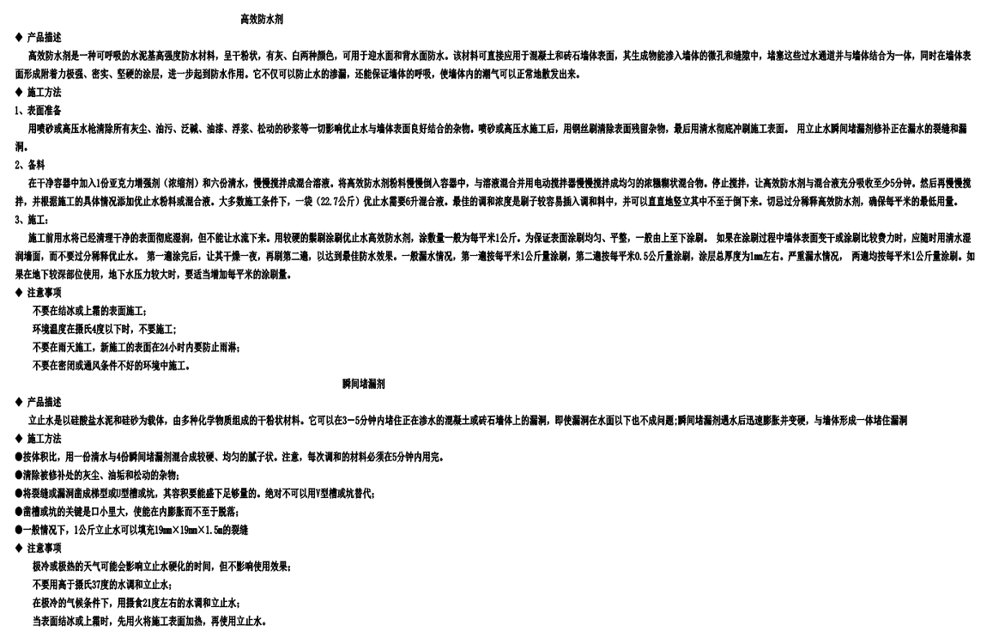 高效防水剂
◆ 产品描述
高效防水剂是一种可呼吸的水泥基高强度防水材料，呈干粉状，有灰、白两种颜色，可用于迎水面和背水面防水。该材料可直接应用于混凝土和砖石墙体表面，其生成物能渗入墙体的微孔和缝隙中，堵塞这些过水通道并与墙体结合为一体，同时在墙体表
面形成附着力极强、密实、坚硬的涂层，进一步起到防水作用。它不仅可以防止水的渗漏，还能保证墙体的呼吸，使墙体内的潮气可以正常地散发出来。
◆ 施工方法
1、表面准备
用喷砂或高压水枪清除所有灰尘、油污、泛碱、油漆、浮浆、松动的砂浆等一切影响优止水与墙体表面良好结合的杂物。喷砂或高压水施工后，用钢丝刷清除表面残留杂物，最后用清水彻底冲刷施工表面。 用立止水瞬间堵漏剂修补正在漏水的裂缝和漏
洞。
2、备料
在干净容器中加入1份亚克力增强剂（浓缩剂）和六份清水，慢慢搅拌成混合溶液。将高效防水剂粉料慢慢倒入容器中，与溶液混合并用电动搅拌器慢慢搅拌成均匀的浓稠糊状混合物。停止搅拌，让高效防水剂与混合液充分吸收至少5分钟。然后再慢慢搅
拌，并根据施工的具体情况添加优止水粉料或混合液。大多数施工条件下，一袋（22.7公斤）优止水需要6升混合液。最佳的调和浓度是刷子较容易插入调和料中，并可以直直地竖立其中不至于倒下来。切忌过分稀释高效防水剂，确保每平米的最低用量。
3、施工：
施工前用水将已经清理干净的表面彻底湿润，但不能让水流下来。用较硬的鬃刷涂刷优止水高效防水剂，涂敷量一般为每平米1公斤。为保证表面涂刷均匀、平整，一般由上至下涂刷。 如果在涂刷过程中墙体表面变干或涂刷比较费力时，应随时用清水湿
润墙面，而不要过分稀释优止水。 第一遍涂完后，让其干燥一夜，再刷第二遍，以达到最佳防水效果。一般漏水情况，第一遍按每平米1公斤量涂刷，第二遍按每平米0.5公斤量涂刷，涂层总厚度为1mm左右。严重漏水情况， 两遍均按每平米1公斤量涂刷。如
果在地下较深部位使用，地下水压力较大时，要适当增加每平米的涂刷量。
◆ 注意事项
不要在结冰或上霜的表面施工；
环境温度在摄氏4度以下时，不要施工；
不要在雨天施工，新施工的表面在24小时内要防止雨淋；
不要在密闭或通风条件不好的环境中施工。
瞬间堵漏剂
◆ 产品描述
立止水是以硅酸盐水泥和硅砂为载体，由多种化学物质组成的干粉状材料。它可以在3—5分钟内堵住正在渗水的混凝土或砖石墙体上的漏洞，即使漏洞在水面以下也不成问题;瞬间堵漏剂遇水后迅速膨胀并变硬，与墙体形成一体堵住漏洞
◆ 施工方法
●按体积比，用一份清水与4份瞬间堵漏剂混合成较硬、均匀的腻子状。注意，每次调和的材料必须在5分钟内用完。
●清除被修补处的灰尘、油垢和松动的杂物；
●将裂缝或漏洞凿成梯型或U型槽或坑，其容积要能盛下足够量的。绝对不可以用V型槽或坑替代；
●凿槽或坑的关键是口小里大，使能在内膨胀而不至于脱落；
●一般情况下，1公斤立止水可以填充19mm×19mm×1.5m的裂缝
◆ 注意事项
极冷或极热的天气可能会影响立止水硬化的时间，但不影响使用效果；
不要用高于摄氏37度的水调和立止水；
在极冷的气候条件下，用摄食21度左右的水调和立止水；
当表面结冰或上霜时，先用火将施工表面加热，再使用立止水。